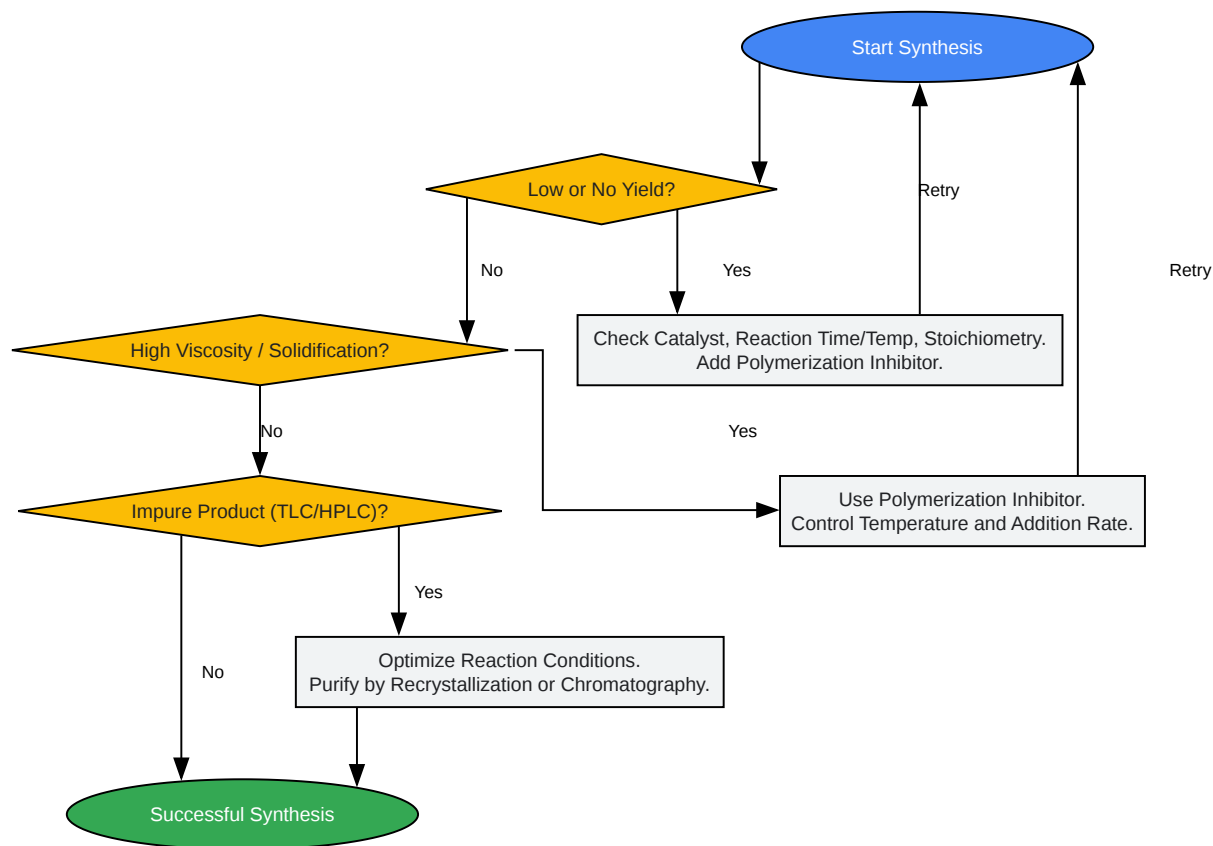 Start Synthesis
Low or No Yield?
Retry
No
Yes
Retry
Check Catalyst, Reaction Time/Temp, Stoichiometry.
Add Polymerization Inhibitor.
High Viscosity / Solidification?
No
Yes
Use Polymerization Inhibitor.
Control Temperature and Addition Rate.
Impure Product (TLC/HPLC)?
Yes
No
Optimize Reaction Conditions.
Purify by Recrystallization or Chromatography.
Successful Synthesis